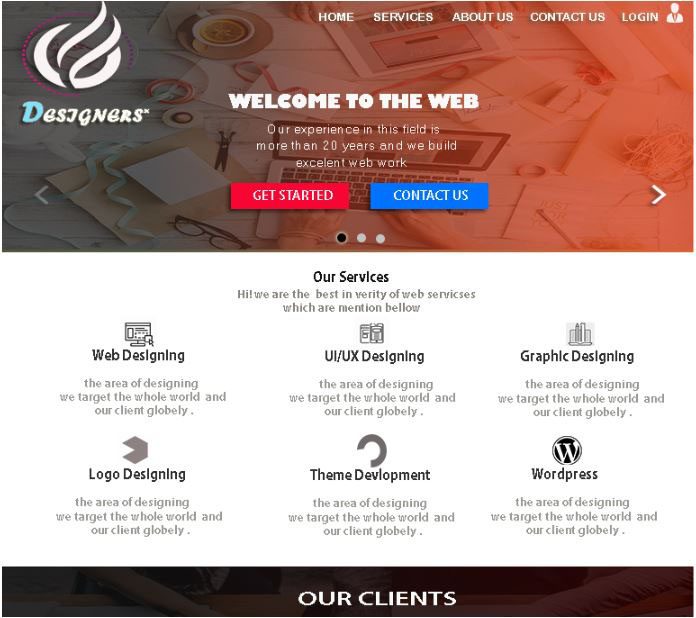 HOME SERVICES ABOUT US CONTACT US LOGIN
DESIGNERS
WELCOME TO THE WEB
Our experience in this field is
more than 20 years and we build
excelent web work
GET STARTED CONTACT US
Our Services
Hi! we are the best in verity of web servicses
which are mention bellow
Web Designing UI/UX Designing Graphic Designing
the area of designing the area of designing the area of designing
we target the whole world and we target the whole world and we target the whole world and
our client globely . our client globely . our client globely .
Logo Designing Theme Devlopment Wordpress
the area of designing the area of designing the area of designing
we target the whole world and we target the whole world and we target the whole world and
our client globely . our client globely . our client globely .
OUR CLIENTS